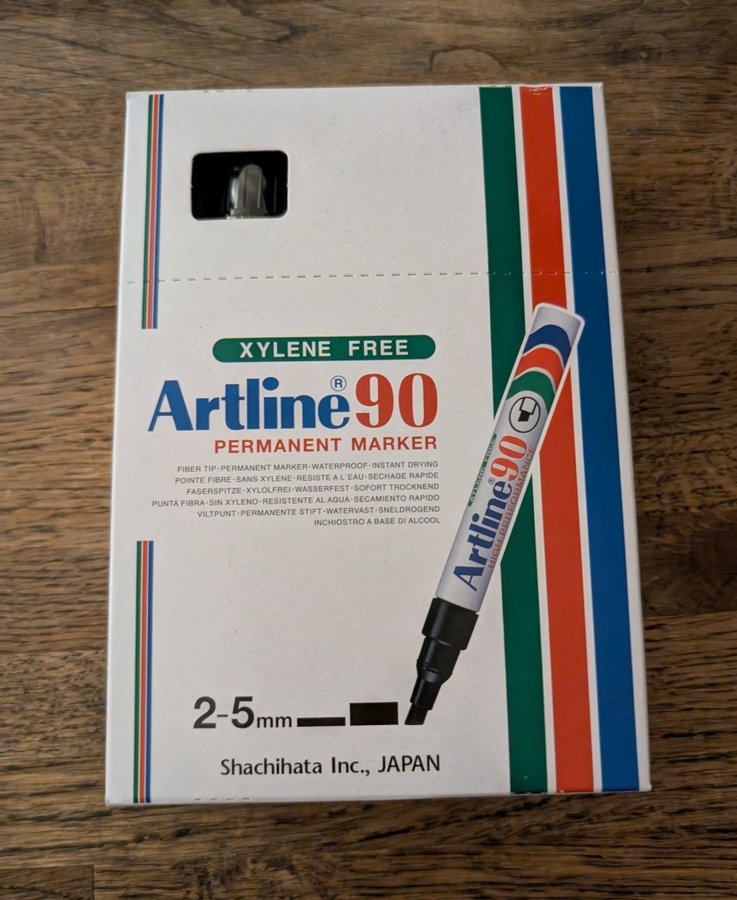 XYLENE FREE
Artline® 90
PERMANENT MARKER
FIBER TIP·PERMANENT MARKER·WATERPROOF·INSTANT DRYING
POINTE FIBRE·SANS XYLENE·RESISTE A L'EAU·SECHAGE RAPIDE
FASERSPITZE·XYLOLFREI·WASSERFEST·SOFORT TROCKNEND
PUNTA FIBRA·SIN XYLENO·RESISTENTE AL AGUA·SECAMIENTO RAPIDO
VILTPUNT·PERMANENTE STIFT·WATERVAST·SNELDROGEND
INCHIOSTRO A BASE DI ALCOOL
XYLENE FREE
Artline® 90
HIGH PERFORMANCE
2-5mm
Shachihata Inc., JAPAN